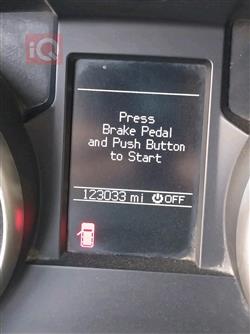 iQ
Press
Brake Pedal
and Push Button
to Start
123033 mi OFF